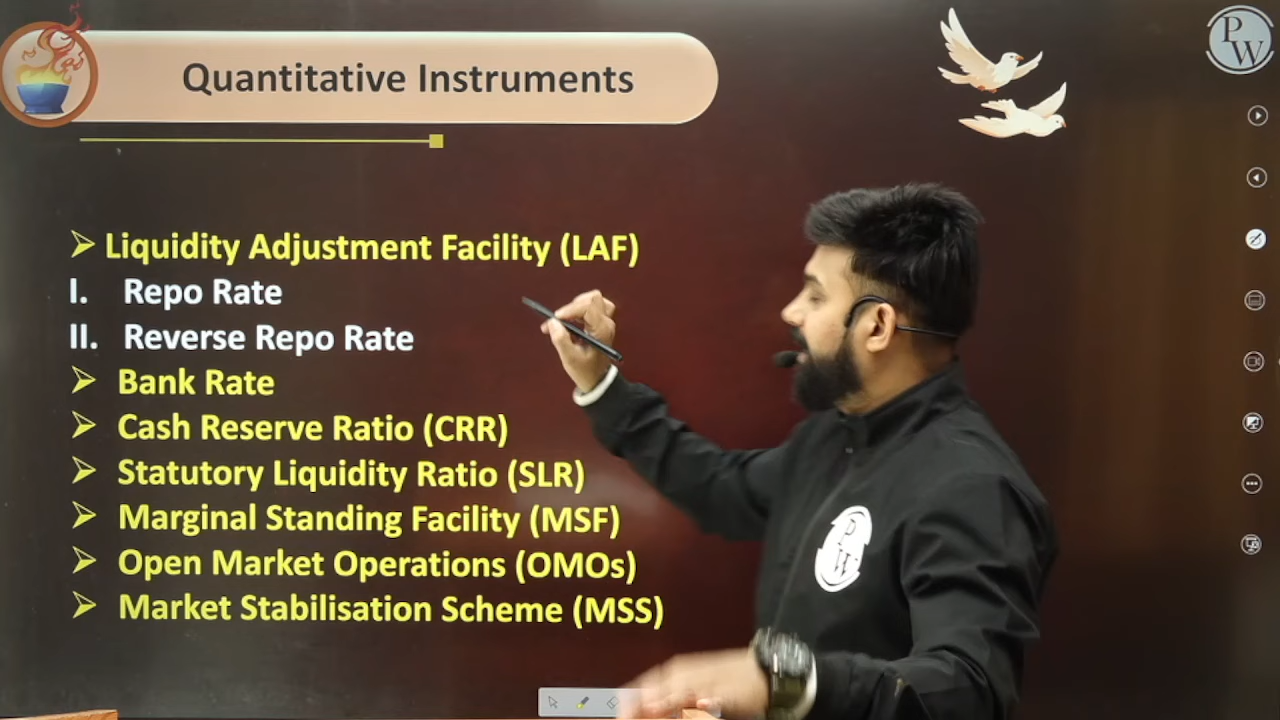 Quantitative Instruments
PW
➢ Liquidity Adjustment Facility (LAF)
I. Repo Rate
II. Reverse Repo Rate
➢ Bank Rate
➢ Cash Reserve Ratio (CRR)
➢ Statutory Liquidity Ratio (SLR)
➢ Marginal Standing Facility (MSF)
➢ Open Market Operations (OMOs)
➢ Market Stabilisation Scheme (MSS)
PW